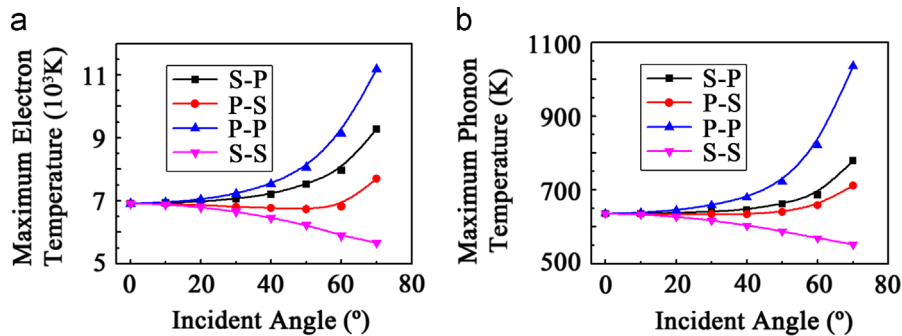 a
Maximum Electron
Temperature (10³K)
11
9
7
5
S-P
P-S
P-P
S-S
0 20 40 60 80
Incident Angle (º)
b
Maximum Phonon
Temperature (K)
1100
900
700
500
S-P
P-S
P-P
S-S
0 20 40 60 80
Incident Angle (º)